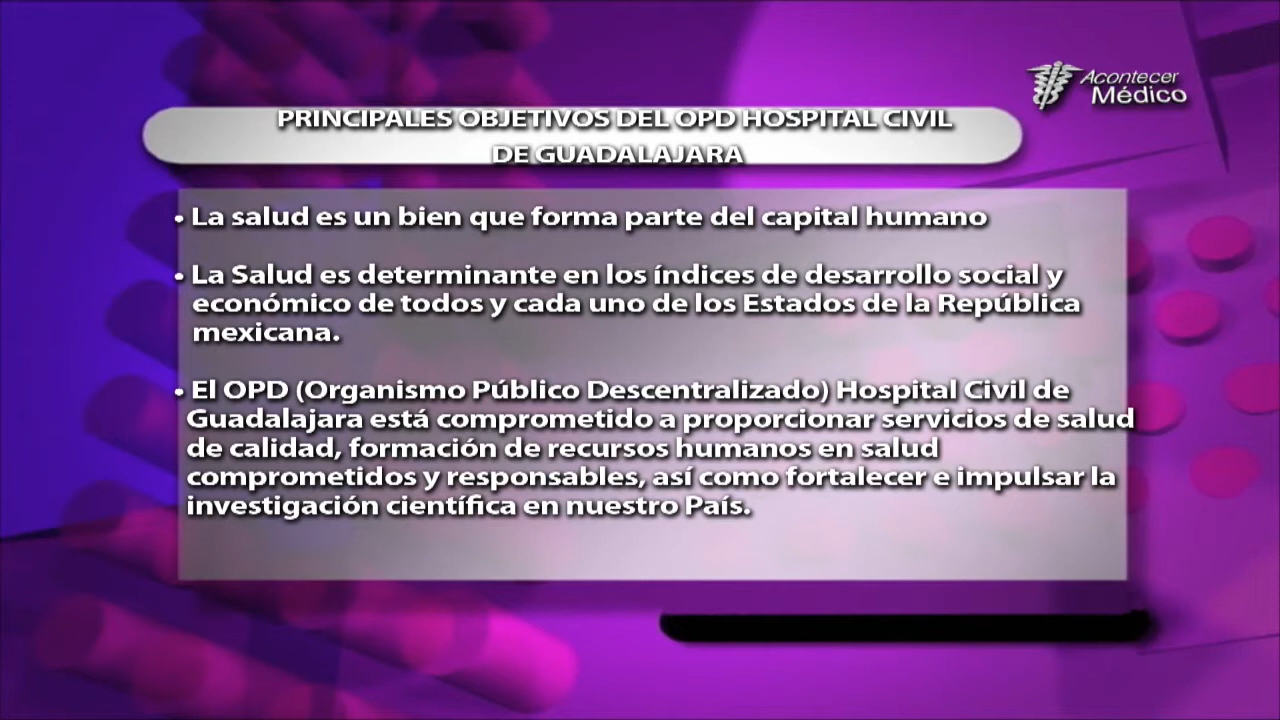 Acontecer
Médico
PRINCIPALES OBJETIVOS DEL OPD HOSPITAL CIVIL
DE GUADALAJARA
• La salud es un bien que forma parte del capital humano
• La Salud es determinante en los índices de desarrollo social y
económico de todos y cada uno de los Estados de la República
mexicana.
• El OPD (Organismo Público Descentralizado) Hospital Civil de
Guadalajara está comprometido a proporcionar servicios de salud
de calidad, formación de recursos humanos en salud
comprometidos y responsables, así como fortalecer e impulsar la
investigación científica en nuestro País.